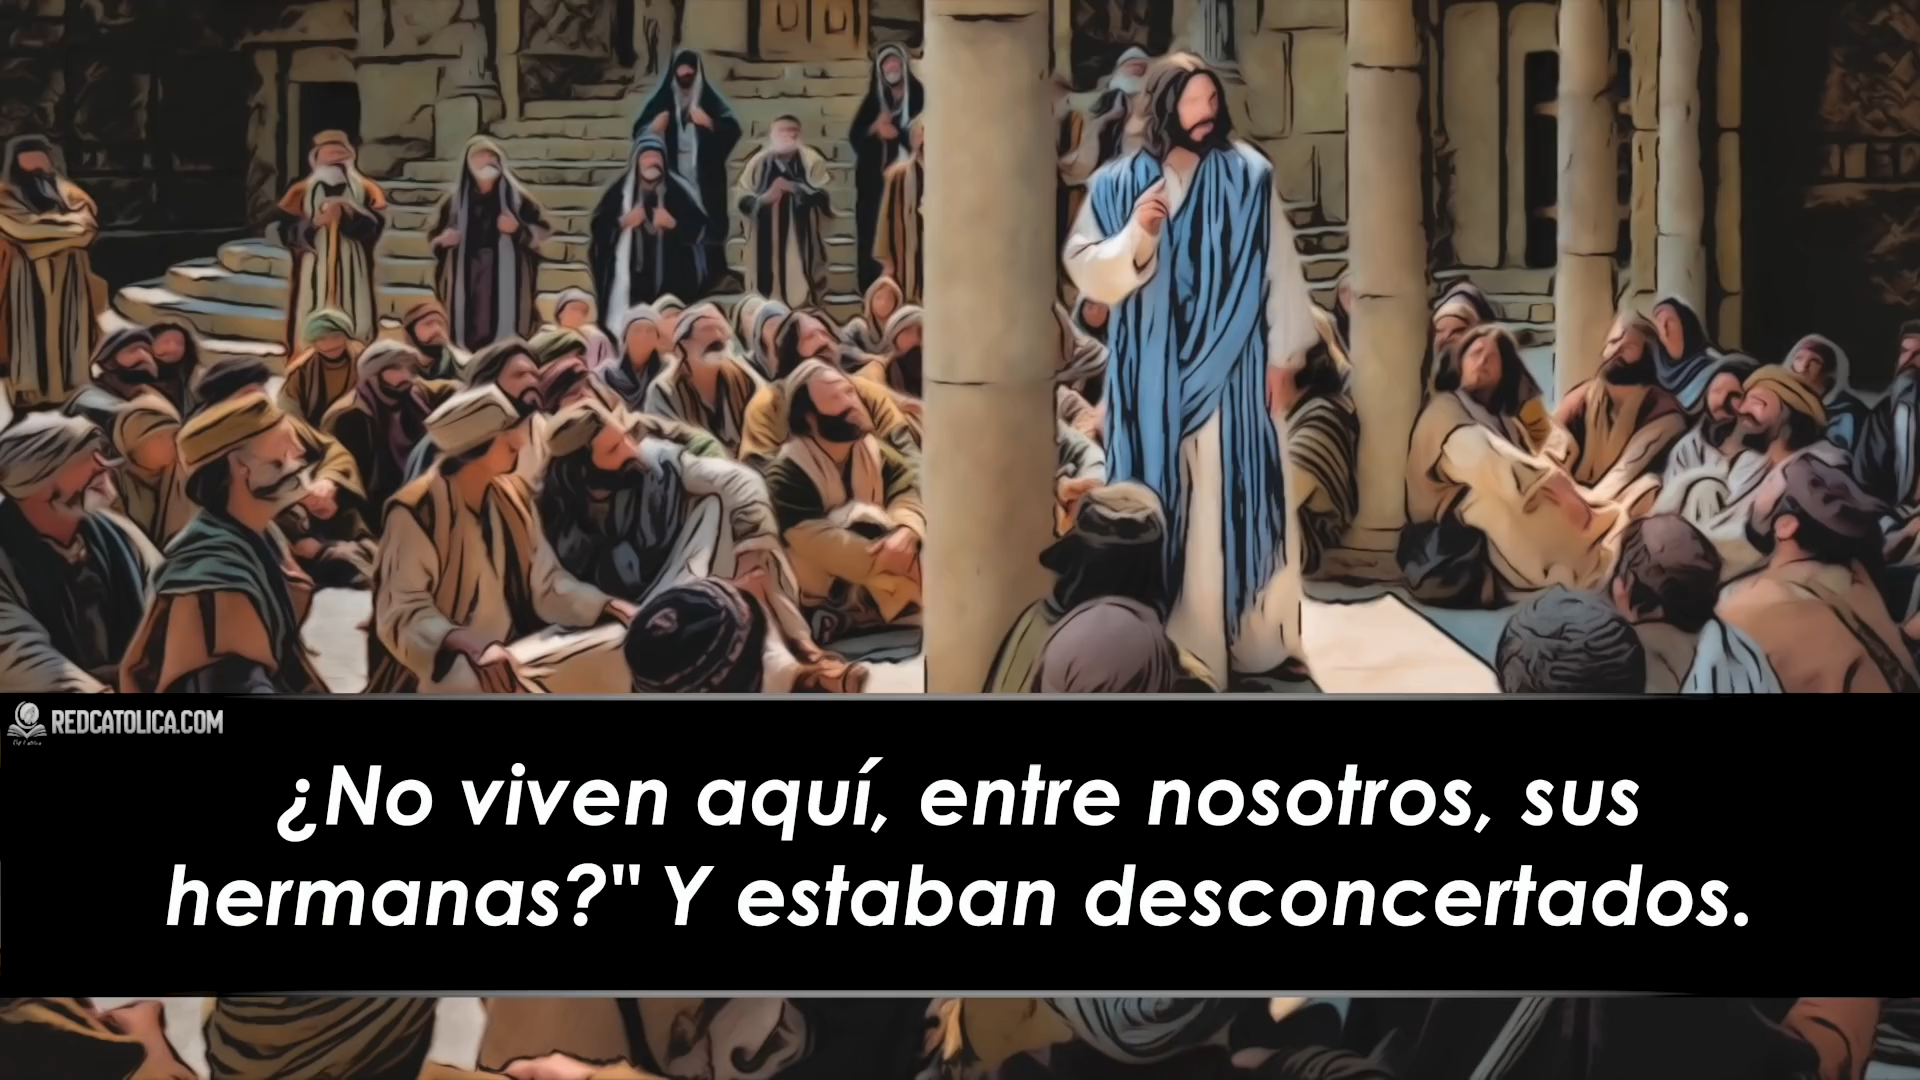 REDCATOLICA.COM
¿No viven aquí, entre nosotros, sus
hermanas?" Y estaban desconcertados.